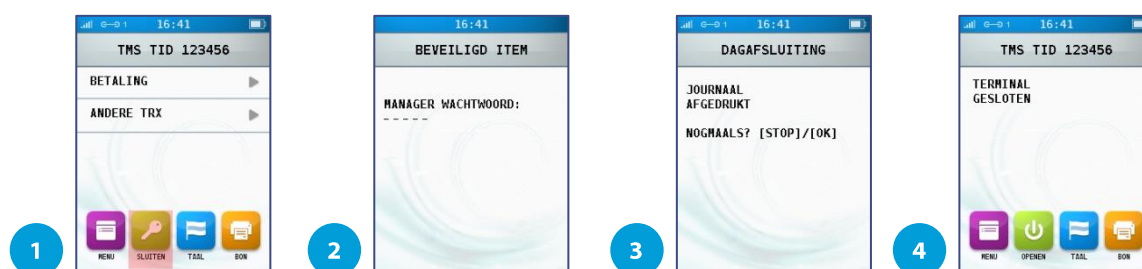 16:41
TMS TID 123456
BETALING
ANDERE TRX
MENU SLUITEN TAAL BON
1
16:41
BEVEILIGD ITEM
MANAGER WACHTWOORD:
-----
2
16:41
DAGAFSLUITING
JOURNAAL
AFGEDRUKT
NOGMAALS? [STOP]/[OK]
3
16:41
TMS TID 123456
TERMINAL
GESLOTEN
MENU OPENEN TAAL BON
4